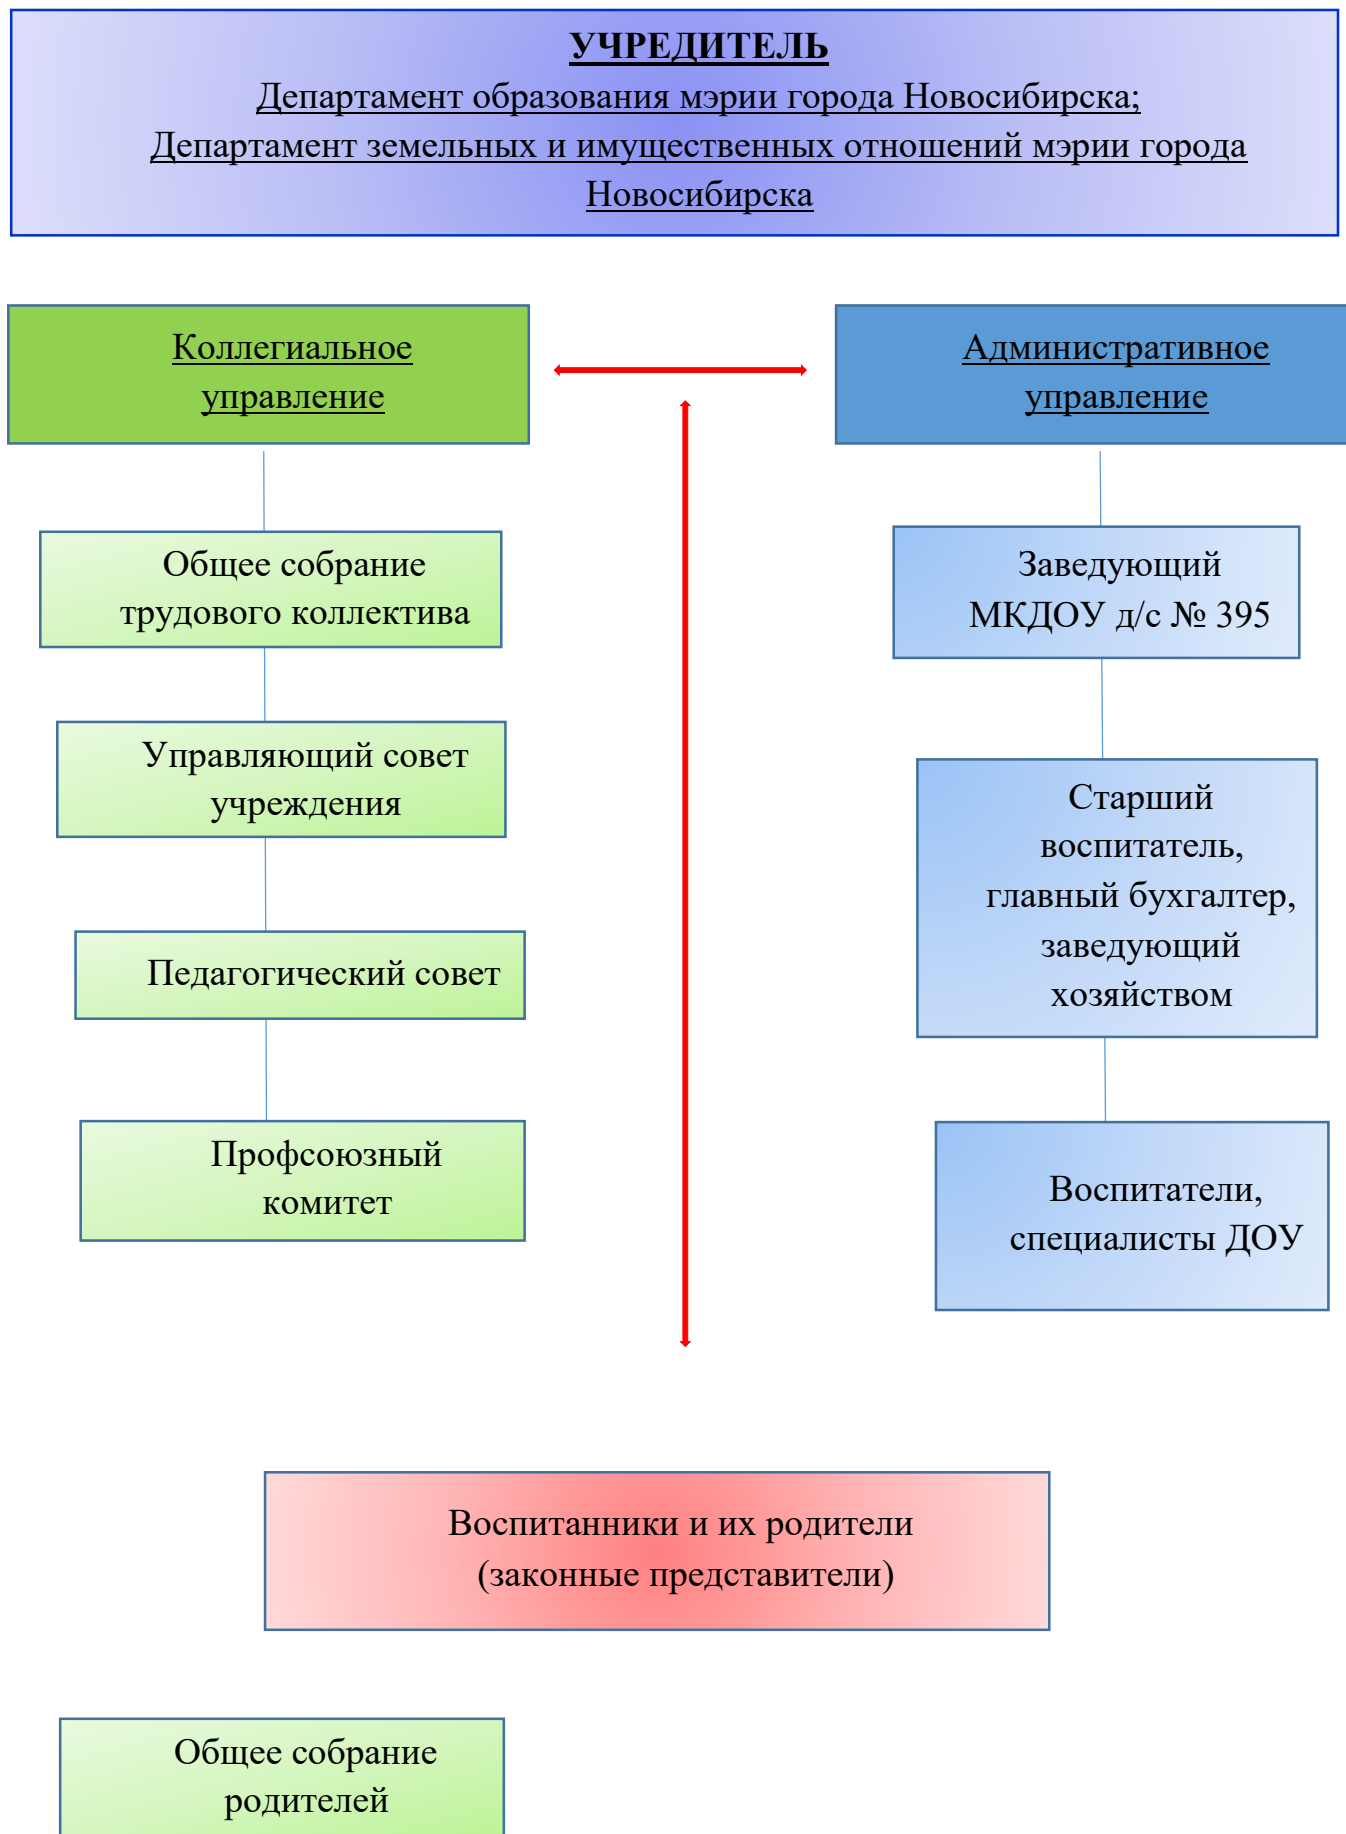 УЧРЕДИТЕЛЬ
Департамент образования мэрии города Новосибирска;
Департамент земельных и имущественных отношений мэрии города
Новосибирска
Коллегиальное
управление
Административное
управление
Общее собрание
трудового коллектива
Заведующий
МКДОУ д/с № 395
Управляющий совет
учреждения
Старший
воспитатель,
главный бухгалтер,
заведующий
хозяйством
Педагогический совет
Профсоюзный
комитет
Воспитатели,
специалисты ДОУ
Воспитанники и их родители
(законные представители)
Общее собрание
родителей